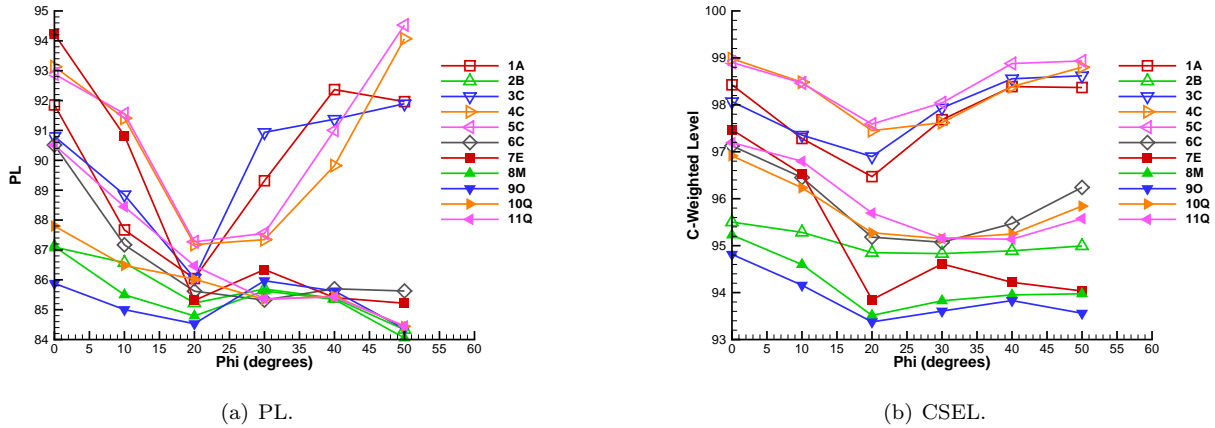 PL
95
94
93
92
91
90
89
88
87
86
85
84
0 5 10 15 20 25 30 35 40 45 50 55 60
Phi (degrees)
1A
2B
3C
4C
5C
6C
7E
8M
9O
10Q
11Q
(a) PL.
C-Weighted Level
100
99
98
97
96
95
94
93
0 5 10 15 20 25 30 35 40 45 50 55 60
Phi (degrees)
1A
2B
3C
4C
5C
6C
7E
8M
9O
10Q
11Q
(b) CSEL.